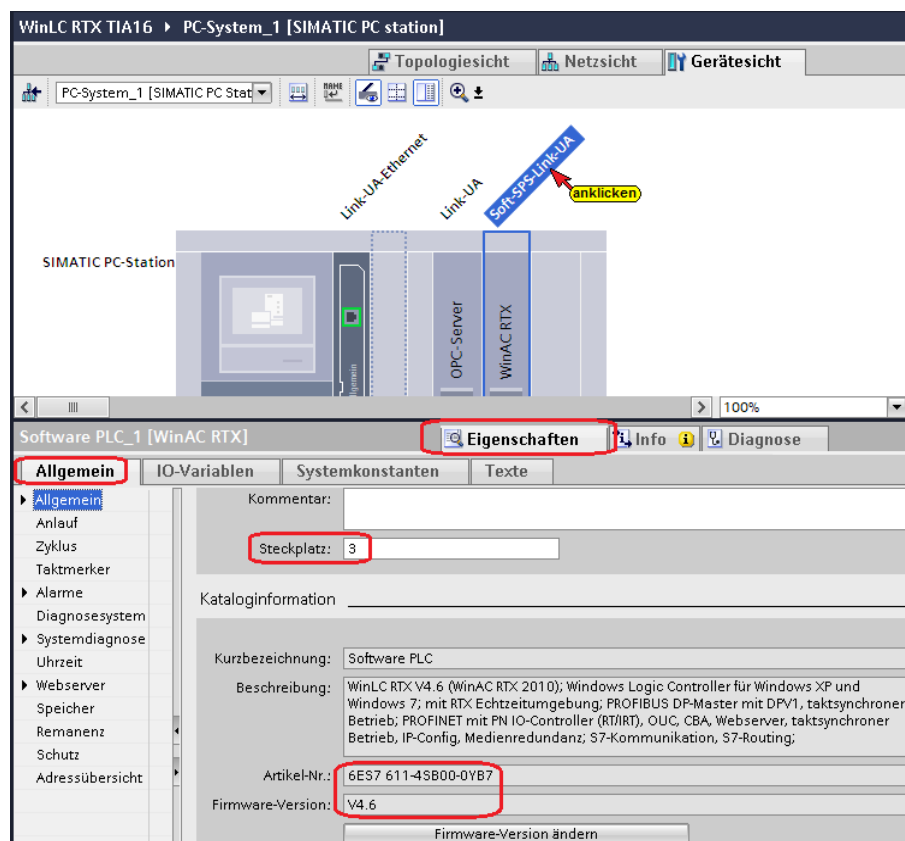 WinLC RTX TIA16 ▸ PC-System_1 [SIMATIC PC station]
Topologiesicht Netzsicht Gerätesicht
PC-System_1 [SIMATIC PC Stat
NAME
Link-UA-Ethernet
Link-UA
Soft-SPS-Link-UA
anklicken
SIMATIC PC-Station
OPC-Server
WinAC RTX
100%
Software PLC_1 [WinAC RTX]
Eigenschaften Info Diagnose
Allgemein IO-Variablen Systemkonstanten Texte
Allgemein
Anlauf
Zyklus
Taktmerker
Alarme
Diagnosesystem
Systemdiagnose
Uhrzeit
Webserver
Speicher
Remanenz
Schutz
Adressübersicht
Kommentar:
Steckplatz: 3
Kataloginformation
Kurzbezeichnung: Software PLC
Beschreibung: WinLC RTX V4.6 (WinAC RTX 2010); Windows Logic Controller für Windows XP und
Windows 7; mit RTX Echtzeitumgebung; PROFIBUS DP-Master mit DPV1, taktsynchroner
Betrieb; PROFINET mit PN IO-Controller (RT/IRT), OUC, CBA, Webserver, taktsynchroner
Betrieb, IP-Config, Medienredundanz; S7-Kommunikation, S7-Routing;
Artikel-Nr.: 6ES7 611-4SB00-0YB7
Firmware-Version: V4.6
Firmware-Version ändern